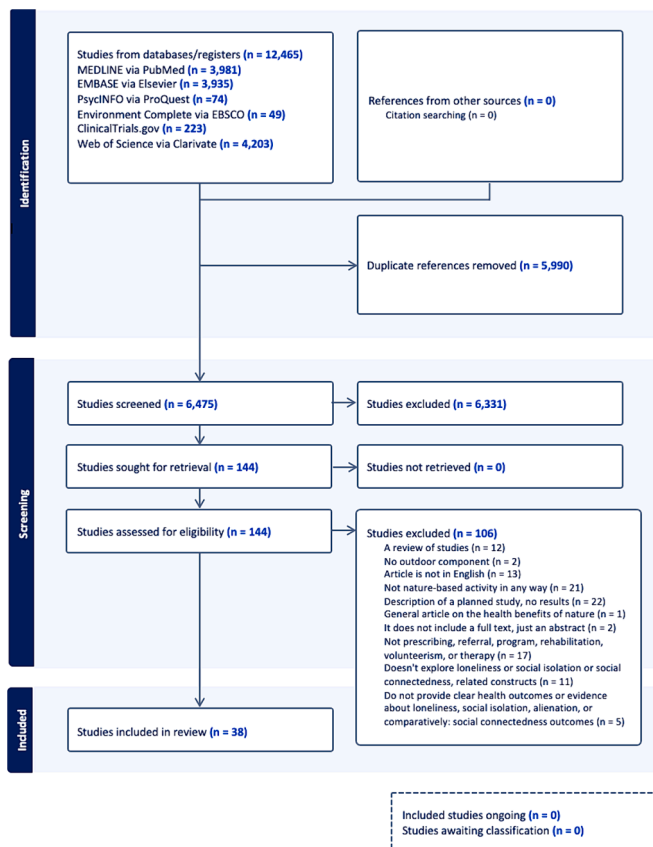 Identification
Studies from databases/registers (n = 12,465)
MEDLINE via PubMed (n = 3,981)
EMBASE via Elsevier (n = 3,935)
PsycINFO via ProQuest (n =74)
Environment Complete via EBSCO (n = 49)
ClinicalTrials.gov (n = 223)
Web of Science via Clarivate (n = 4,203)
References from other sources (n = 0)
Citation searching (n = 0)
Duplicate references removed (n = 5,990)
Screening
Studies screened (n = 6,475)
Studies excluded (n = 6,331)
Studies sought for retrieval (n = 144)
Studies not retrieved (n = 0)
Studies assessed for eligibility (n = 144)
Studies excluded (n = 106)
A review of studies (n = 12)
No outdoor component (n = 2)
Article is not in English (n = 13)
Not nature-based activity in any way (n = 21)
Description of a planned study, no results (n = 22)
General article on the health benefits of nature (n = 1)
It does not include a full text, just an abstract (n = 2)
Not prescribing, referral, program, rehabilitation,
volunteerism, or therapy (n = 17)
Doesn't explore loneliness or social isolation or social
connectedness, related constructs (n = 11)
Do not provide clear health outcomes or evidence
about loneliness, social isolation, alienation, or
comparatively: social connectedness outcomes (n = 5)
Included
Studies included in review (n = 38)
Included studies ongoing (n = 0)
Studies awaiting classification (n = 0)